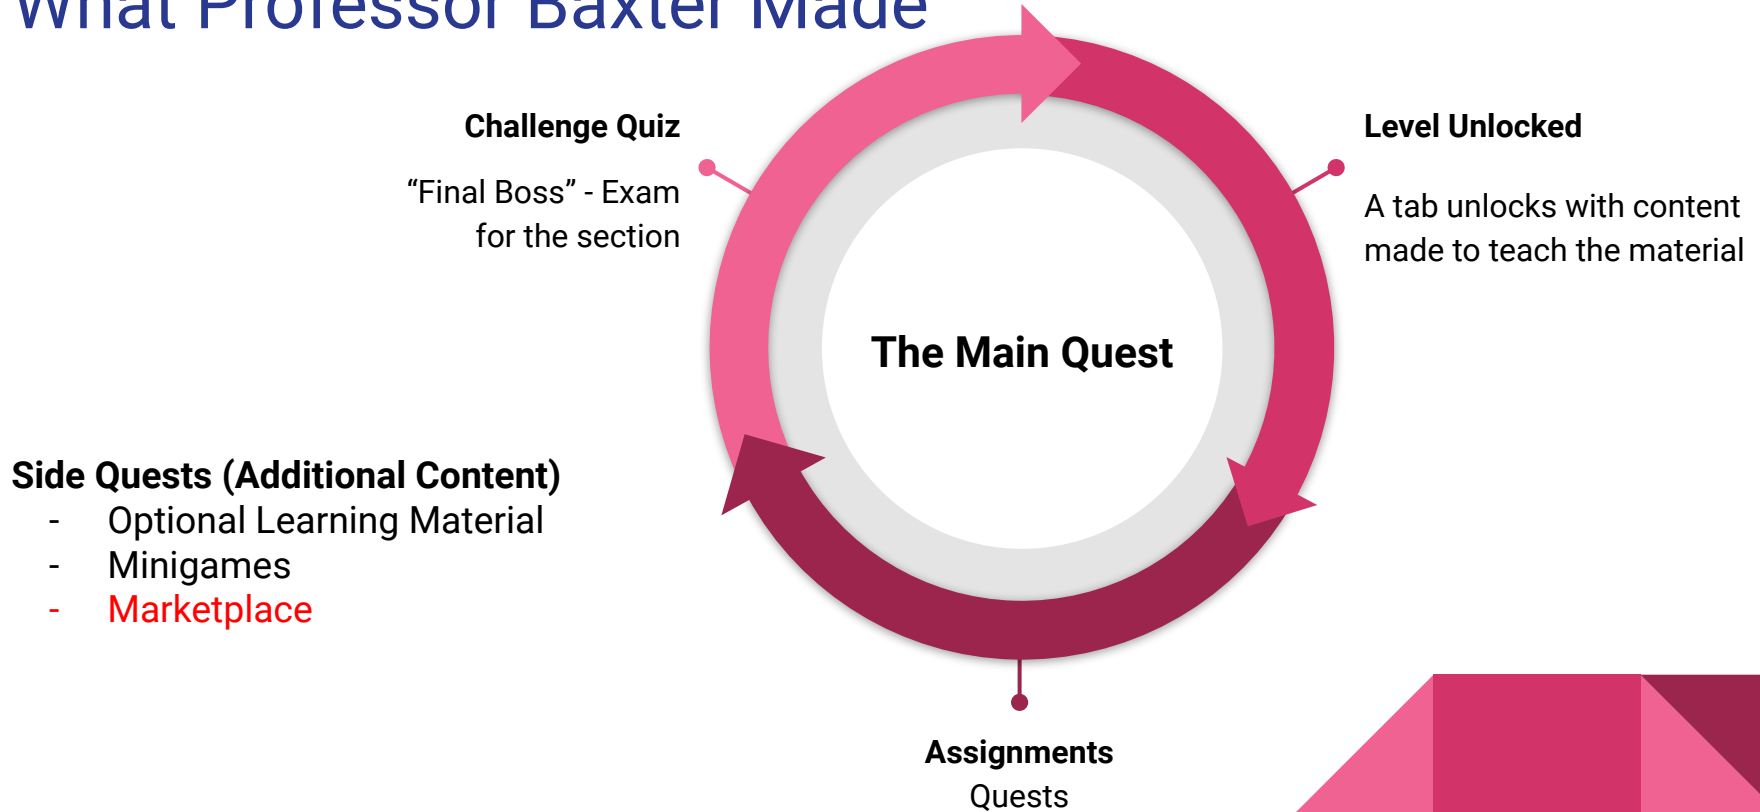 What Professor Baxter Made
Challenge Quiz
“Final Boss” - Exam
for the section
Level Unlocked
A tab unlocks with content
made to teach the material
The Main Quest
Side Quests (Additional Content)
- Optional Learning Material
- Minigames
- Marketplace
Assignments
Quests